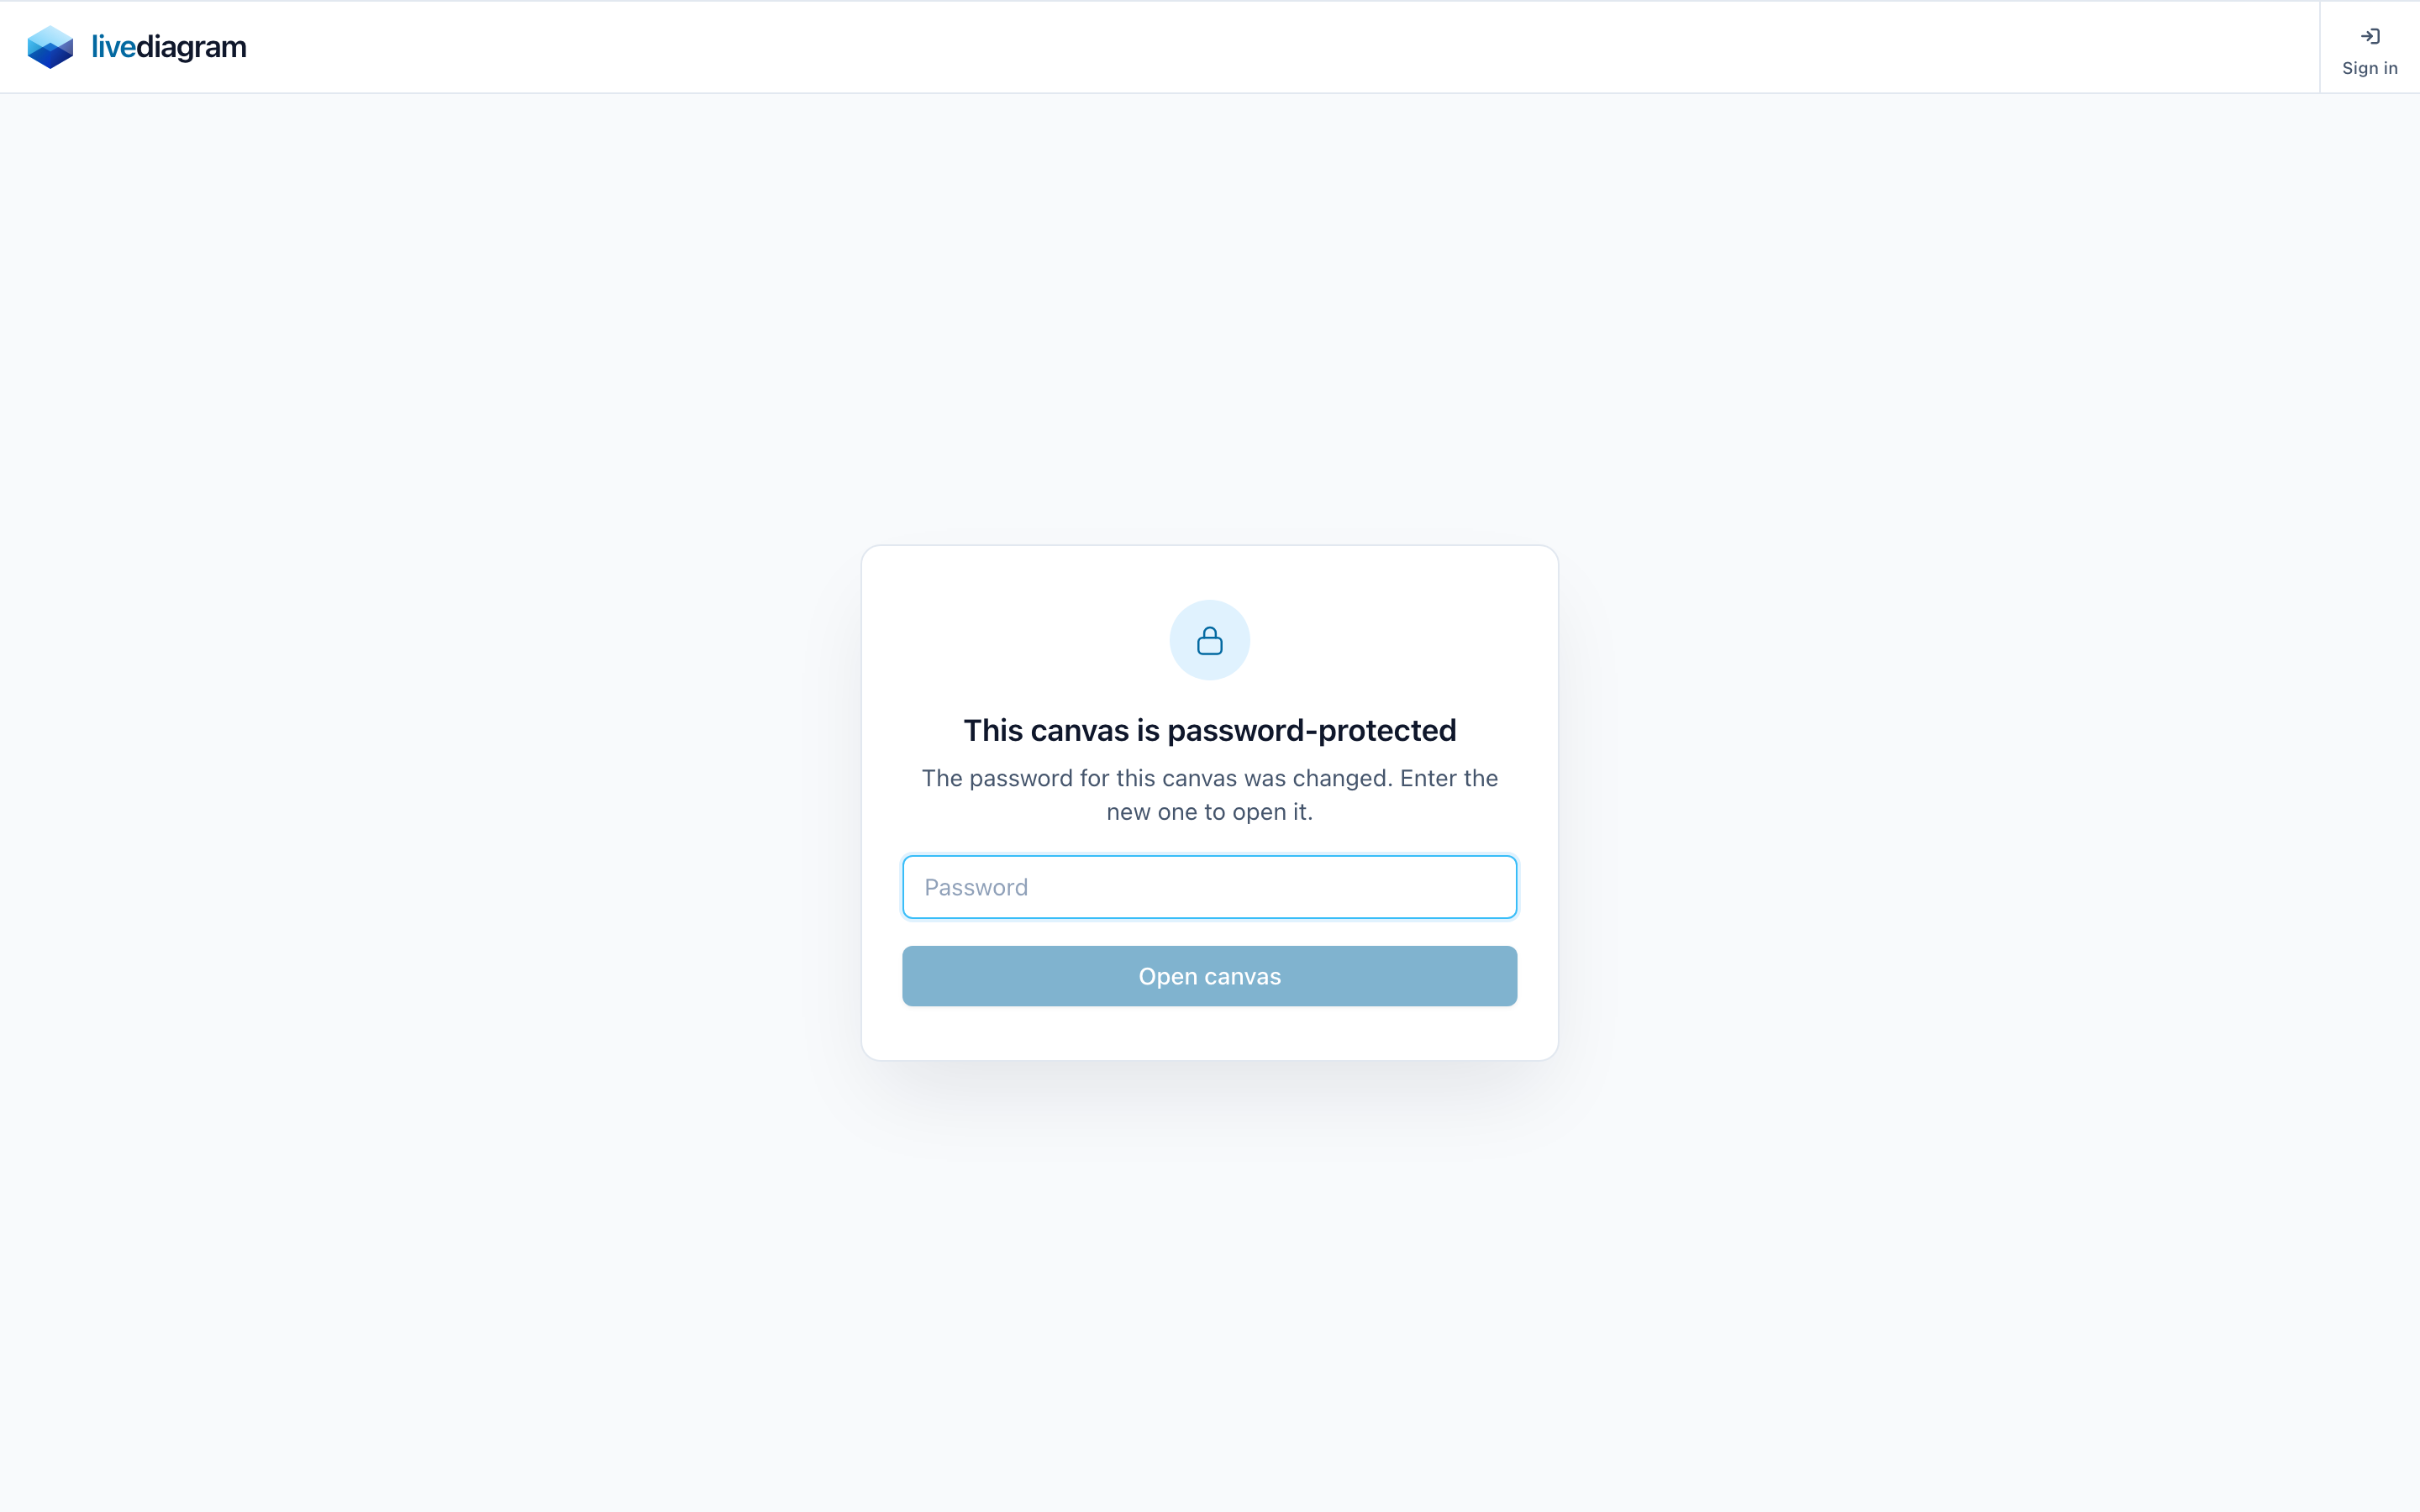 livediagram
Sign in
This canvas is password-protected
The password for this canvas was changed. Enter the
new one to open it.
Password
Open canvas